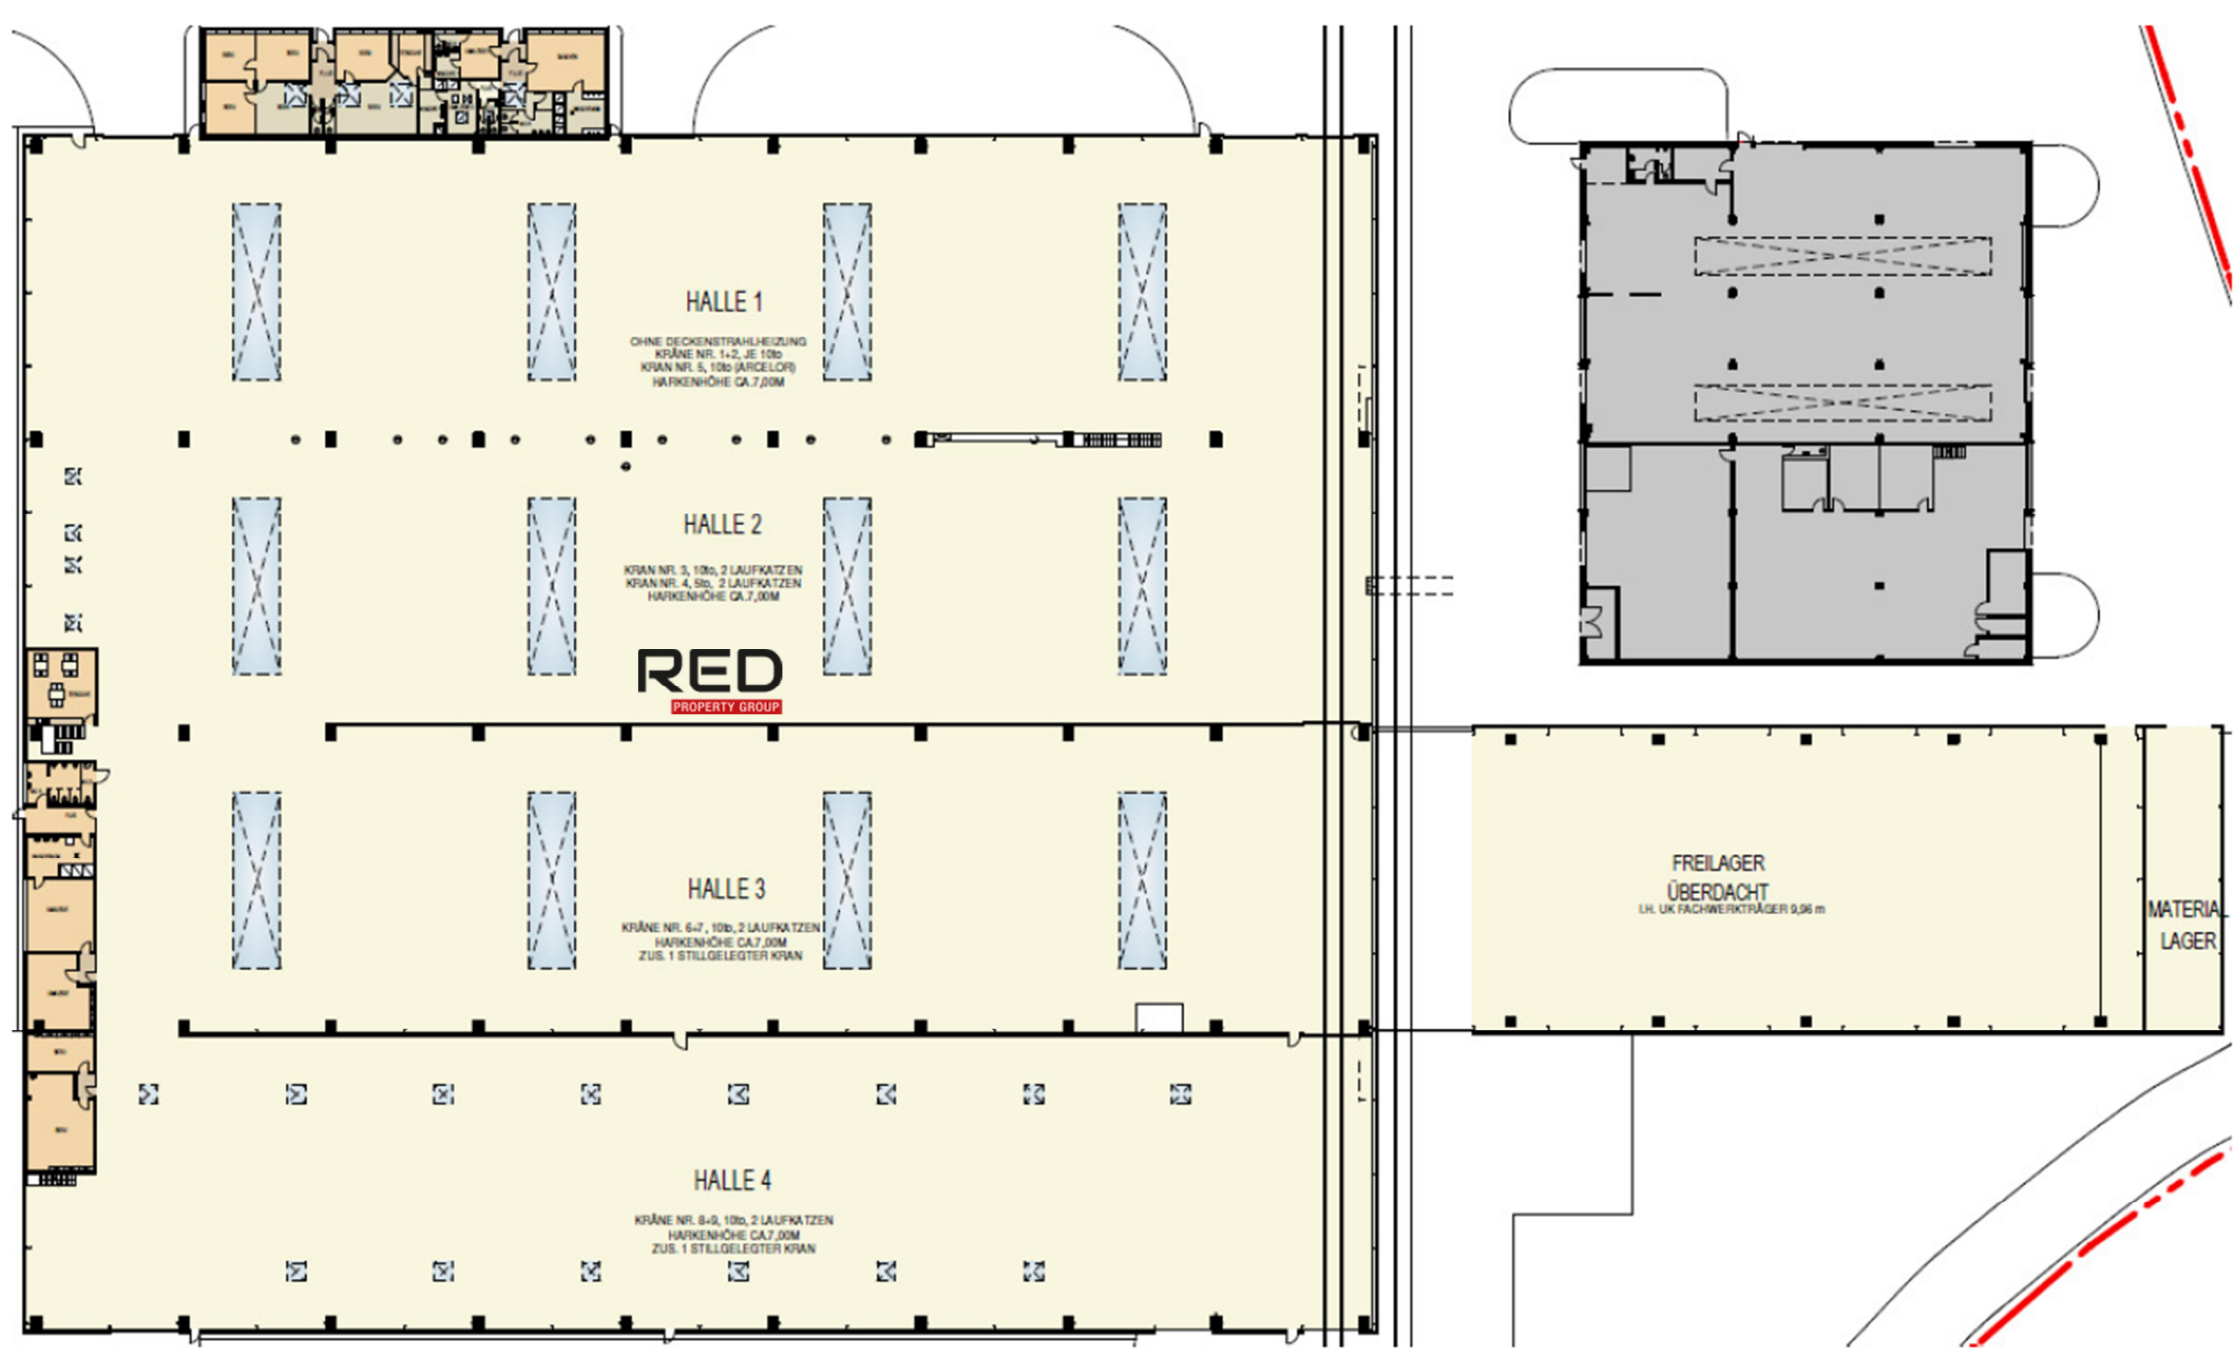 HALLE 1
OHNE DECKENSTRAHLHEIZUNG
KRÄNE NR. 1+2, JE 10to
KRAN NR. 5, 10to (ARCELOR)
HARKENHÖHE CA.7,00M
HALLE 2
KRAN NR. 3, 10to, 2 LAUFKATZEN
KRAN NR. 4, 5to, 2 LAUFKATZEN
HARKENHÖHE CA.7,00M
RED
PROPERTY GROUP
HALLE 3
KRÄNE NR. 6+7, 10to, 2 LAUFKATZEN
HARKENHÖHE CA.7,00M
ZUS. 1 STILLGELEGTER KRAN
FREILAGER
ÜBERDACHT
LH. UK FACHWERKTRÄGER 9,96 m
MATERIAL
LAGER
HALLE 4
KRÄNE NR. 8+9, 10to, 2 LAUFKATZEN
HARKENHÖHE CA.7,00M
ZUS. 1 STILLGELEGTER KRAN